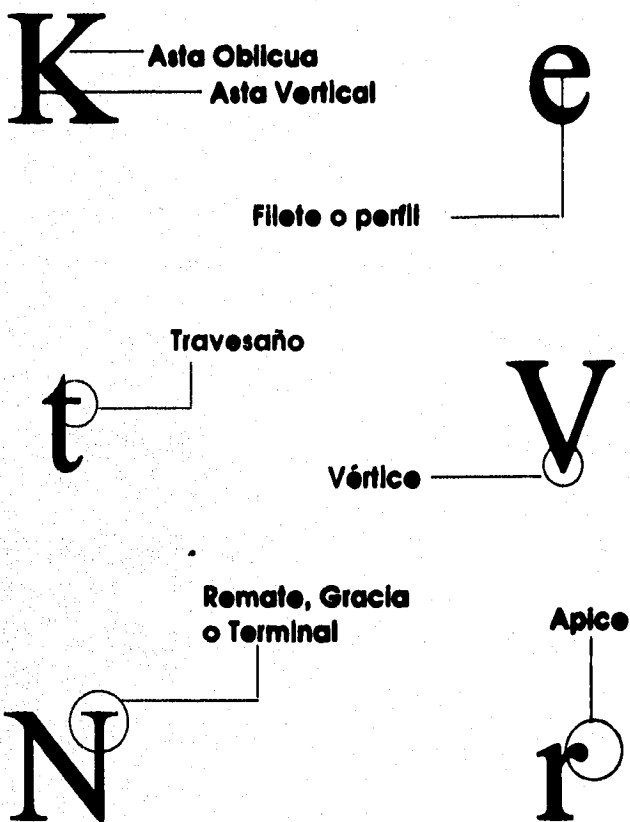 K
Asta Oblicua
Asta Vertical
e
Filete o perfil
Travesaño
t
V
Vértice
Remate, Gracia
o Terminal
Apice
N
r